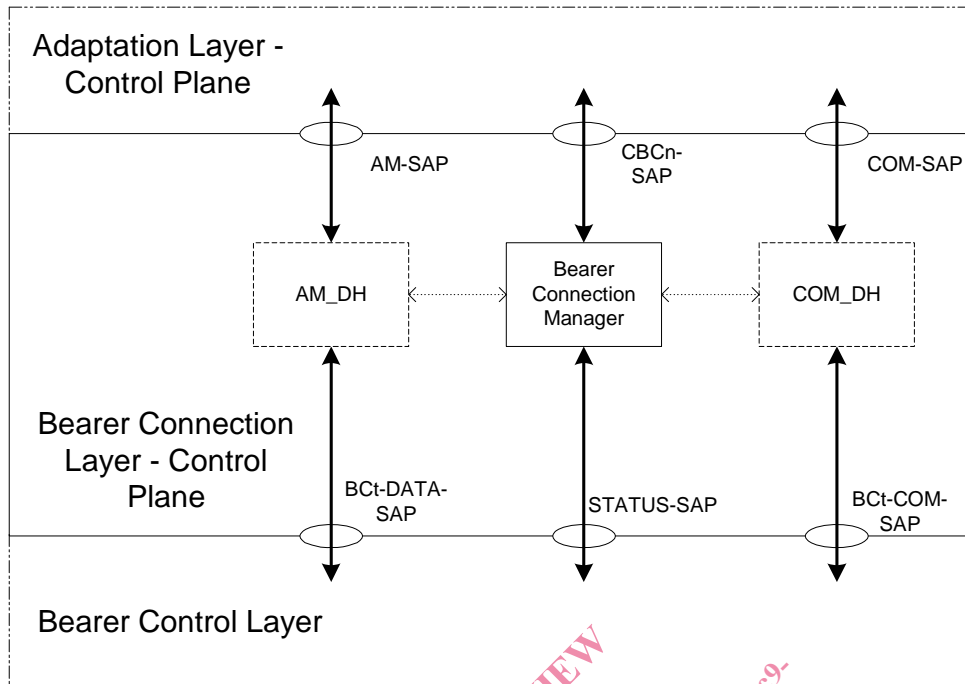 Adaptation Layer -
Control Plane
AM-SAP
CBCn-
SAP
COM-SAP
AM_DH
Bearer
Connection
Manager
COM_DH
Bearer Connection
Layer - Control
Plane
BCt-DATA-
SAP
STATUS-SAP
BCt-COM-
SAP
Bearer Control Layer